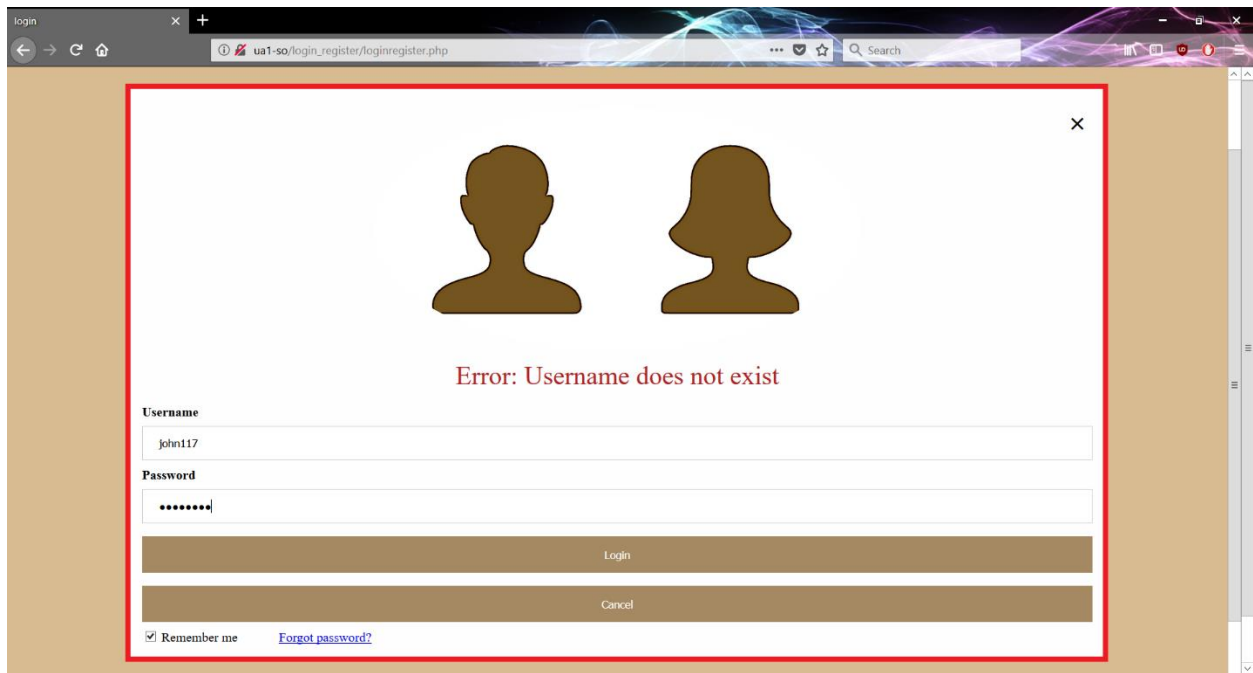 login
ua1-so/login_register/loginregister.php
Search
Error: Username does not exist
Username
john117
Password
••••••••
Login
Cancel
Remember me Forgot password?